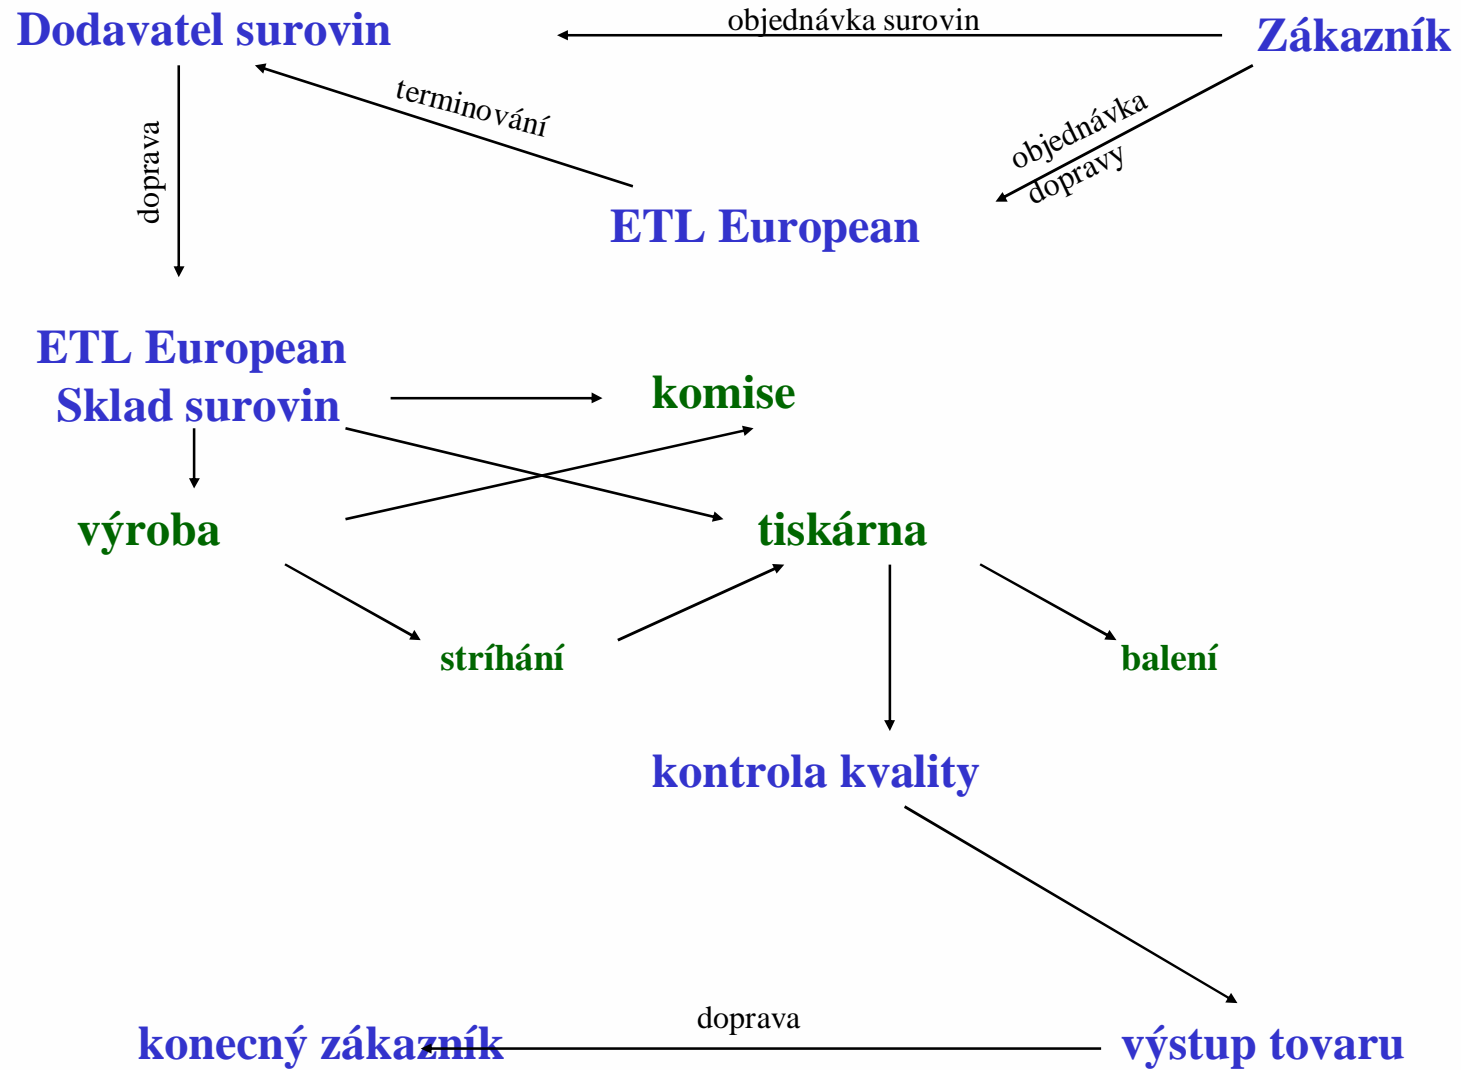 Dodavatel surovin
objednávka surovin
Zákazník
terminování
objednávka
dopravy
doprava
ETL European
ETL European
Sklad surovin
komise
výroba
tiskárna
stríhání
balení
kontrola kvality
doprava
konecný zákazník
výstup tovaru